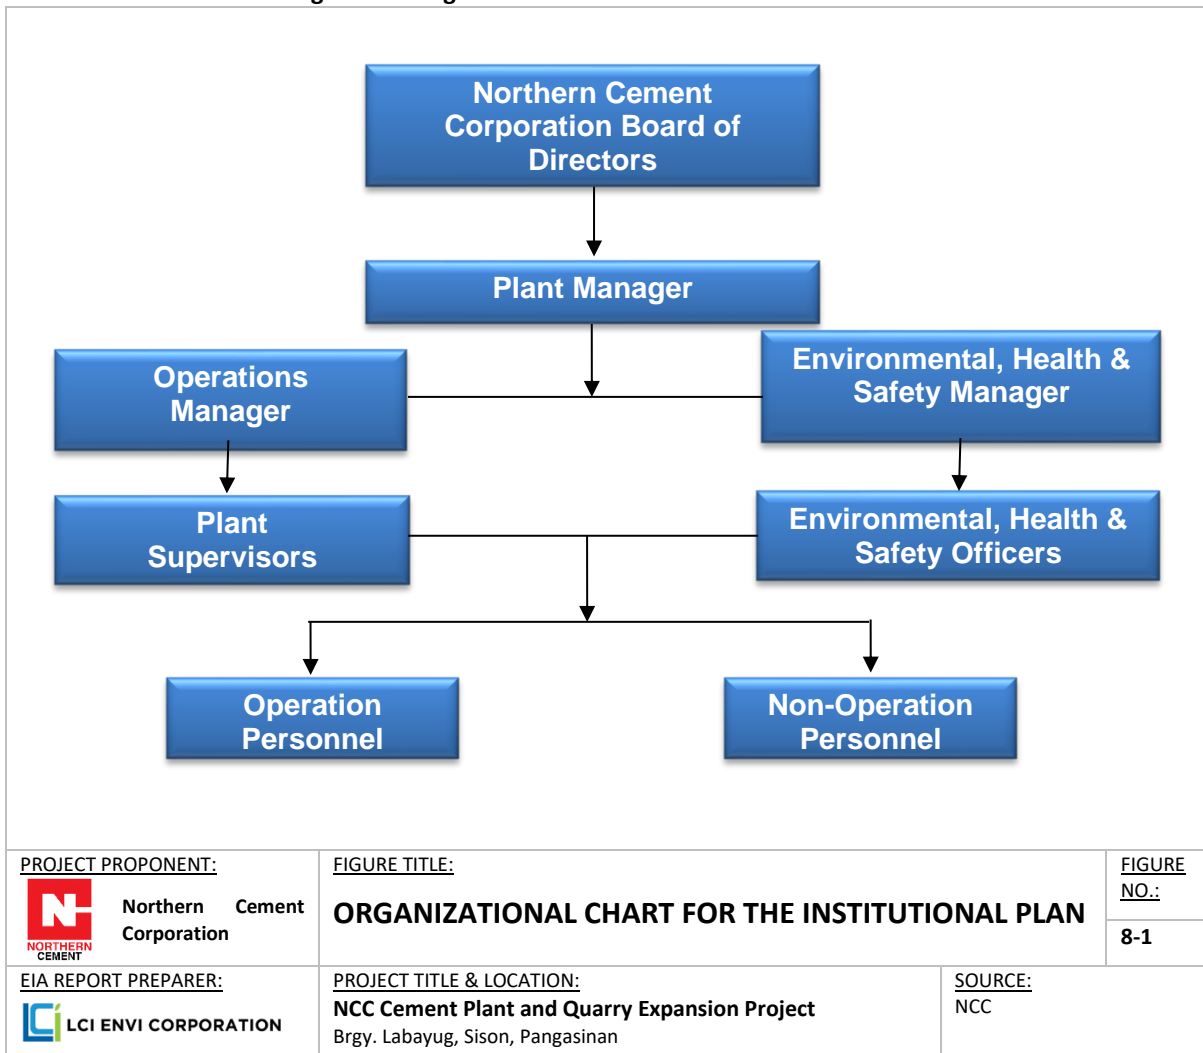 Northern Cement
Corporation Board of
Directors
Plant Manager
Operations
Manager
Environmental, Health &
Safety Manager
Plant
Supervisors
Environmental, Health &
Safety Officers
Operation
Personnel
Non-Operation
Personnel
PROJECT PROPONENT:
N
NORTHERN
CEMENT
Northern Cement
Corporation
FIGURE TITLE:
ORGANIZATIONAL CHART FOR THE INSTITUTIONAL PLAN
FIGURE
NO.:
8-1
EIA REPORT PREPARER:
LCI ENVI CORPORATION
PROJECT TITLE & LOCATION:
NCC Cement Plant and Quarry Expansion Project
Brgy. Labayug, Sison, Pangasinan
SOURCE:
NCC